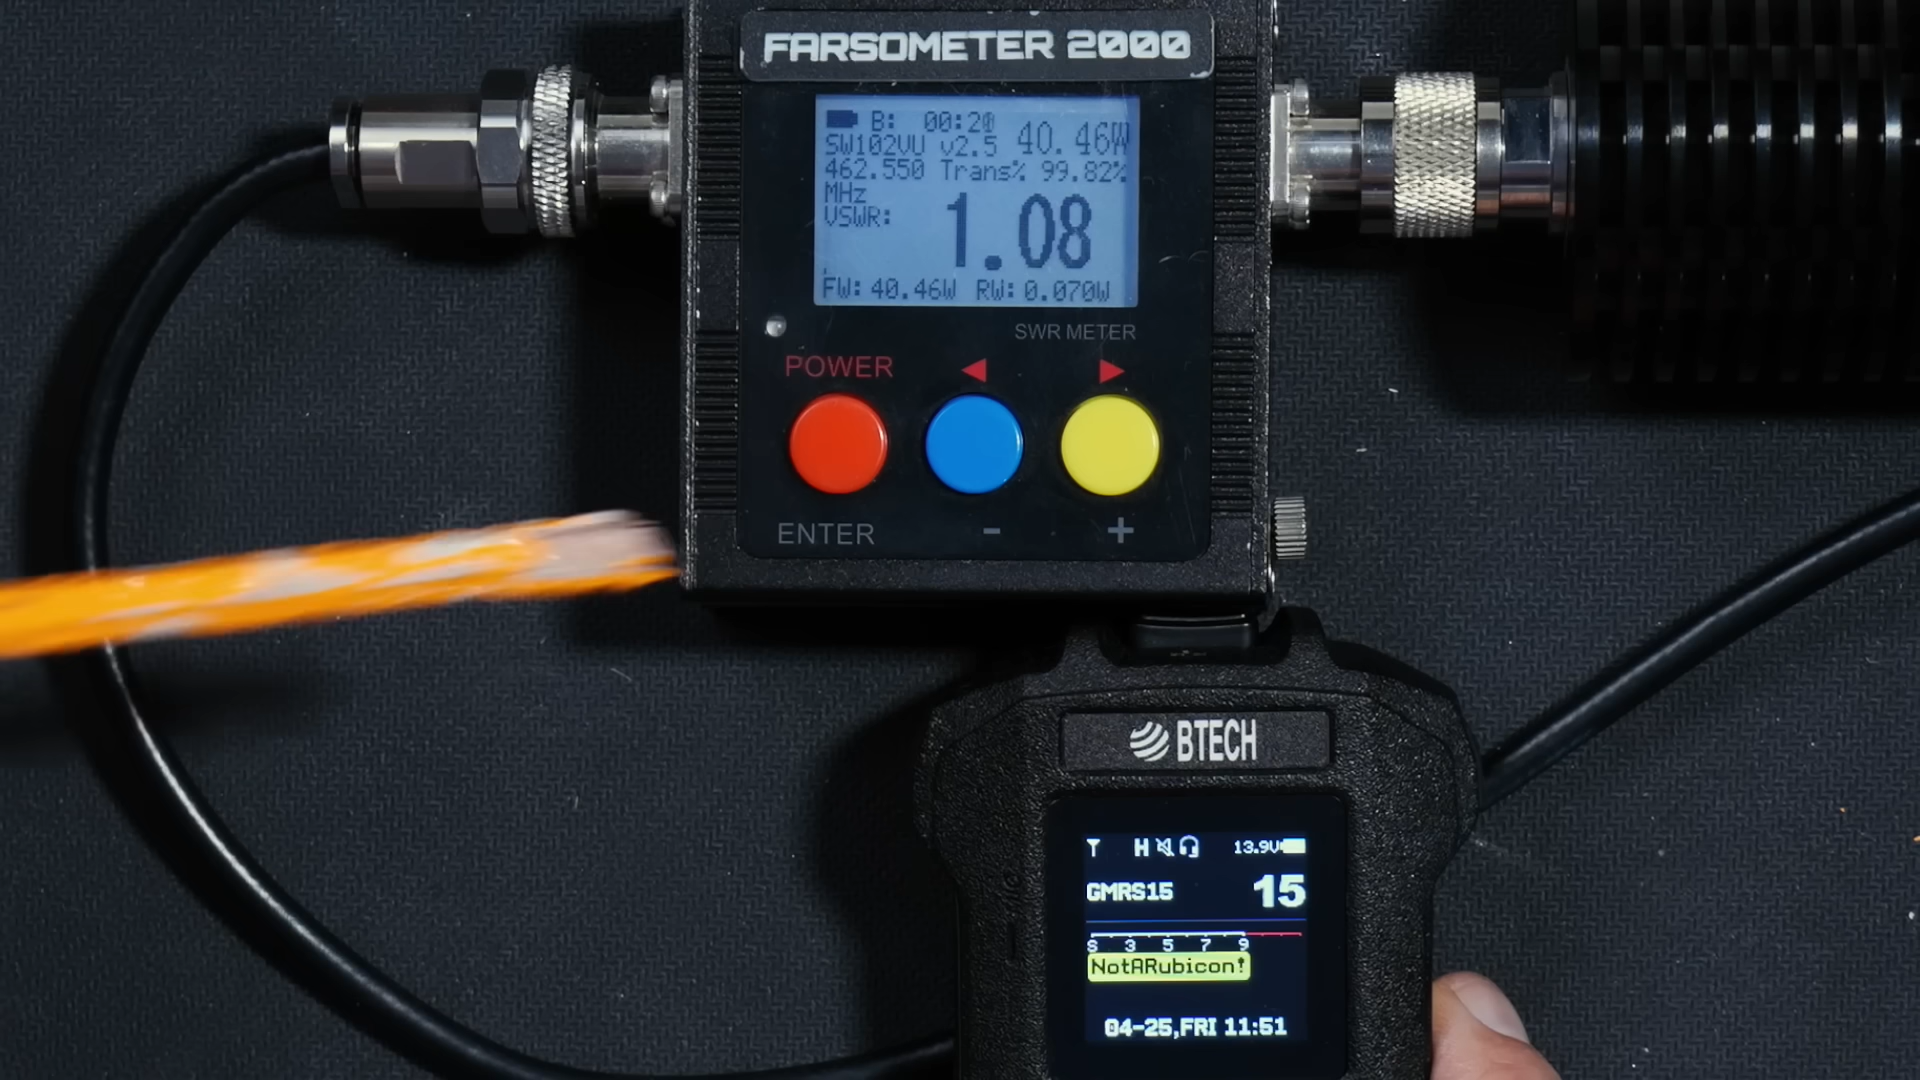 FARSOMETER 2000
B: 00:20
SW102VU v2.5 40.46W
462.550 Trans% 99.82%
MHz
VSWR: 1.08
FW: 40.46W RW: 0.070W
SWR METER
POWER
ENTER - +
BTECH
H 13.9V
GMRS15 15
S 3 5 7 9
NotARubicon!
04-25,FRI 11:51